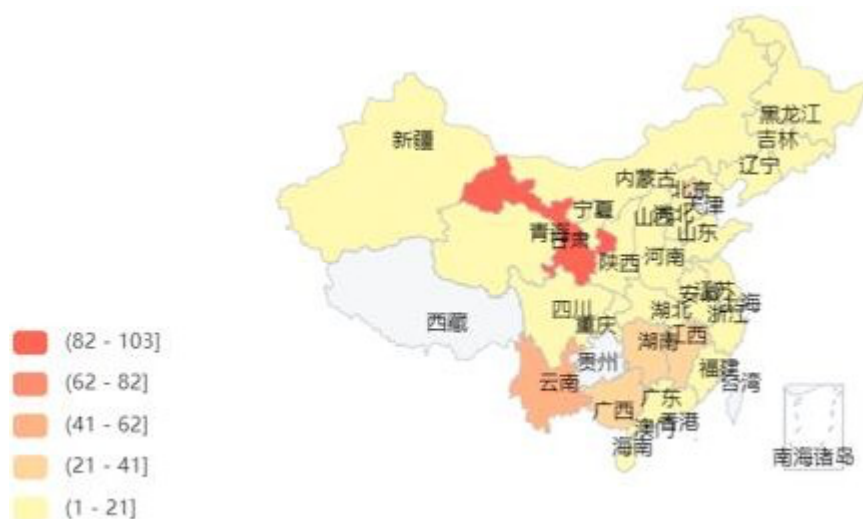 黑龙江
吉林
新疆
辽宁
内蒙古
北京
天津
宁夏
山西
河北
青海
甘肃
山东
陕西
河南
安徽
江苏
上海
四川
湖北
浙江
重庆
西藏
湖南
江西
贵州
福建
云南
台湾
广东
广西
香港
澳门
海南
南海诸岛
(82 - 103]
(62 - 82]
(41 - 62]
(21 - 41]
(1 - 21]